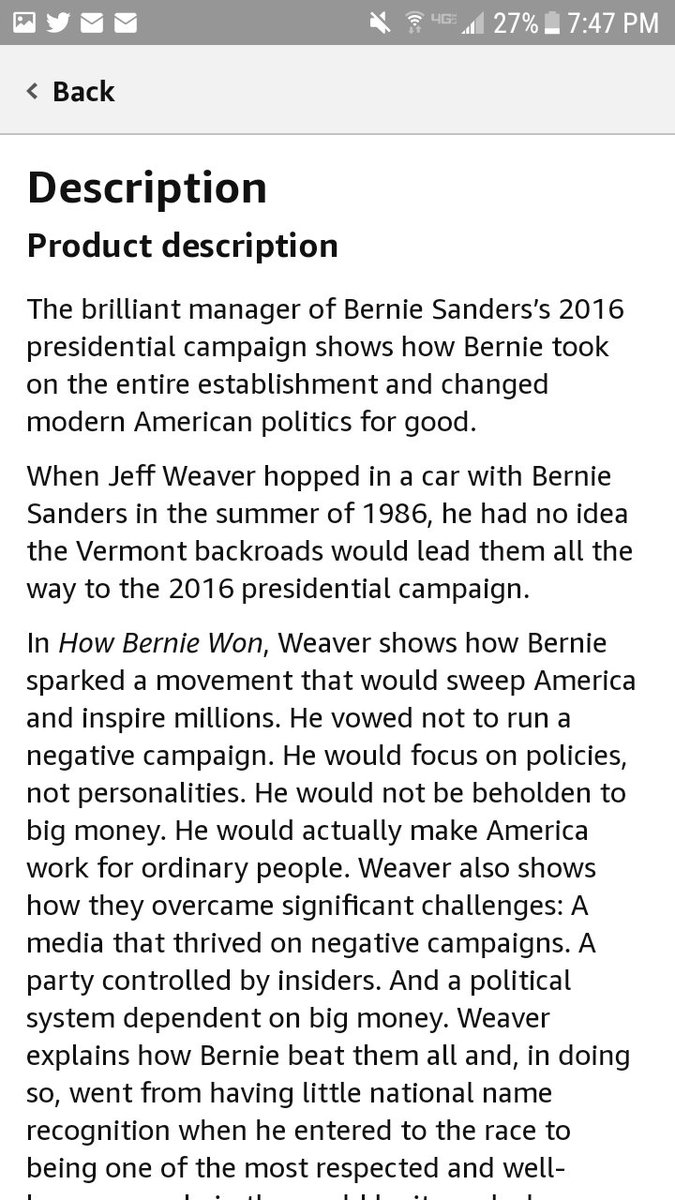 4G 27% 7:47 PM
Back
Description
Product description
The brilliant manager of Bernie Sanders’s 2016
presidential campaign shows how Bernie took
on the entire establishment and changed
modern American politics for good.
When Jeff Weaver hopped in a car with Bernie
Sanders in the summer of 1986, he had no idea
the Vermont backroads would lead them all the
way to the 2016 presidential campaign.
In How Bernie Won, Weaver shows how Bernie
sparked a movement that would sweep America
and inspire millions. He vowed not to run a
negative campaign. He would focus on policies,
not personalities. He would not be beholden to
big money. He would actually make America
work for ordinary people. Weaver also shows
how they overcame significant challenges: A
media that thrived on negative campaigns. A
party controlled by insiders. And a political
system dependent on big money. Weaver
explains how Bernie beat them all and, in doing
so, went from having little national name
recognition when he entered to the race to
being one of the most respected and well-